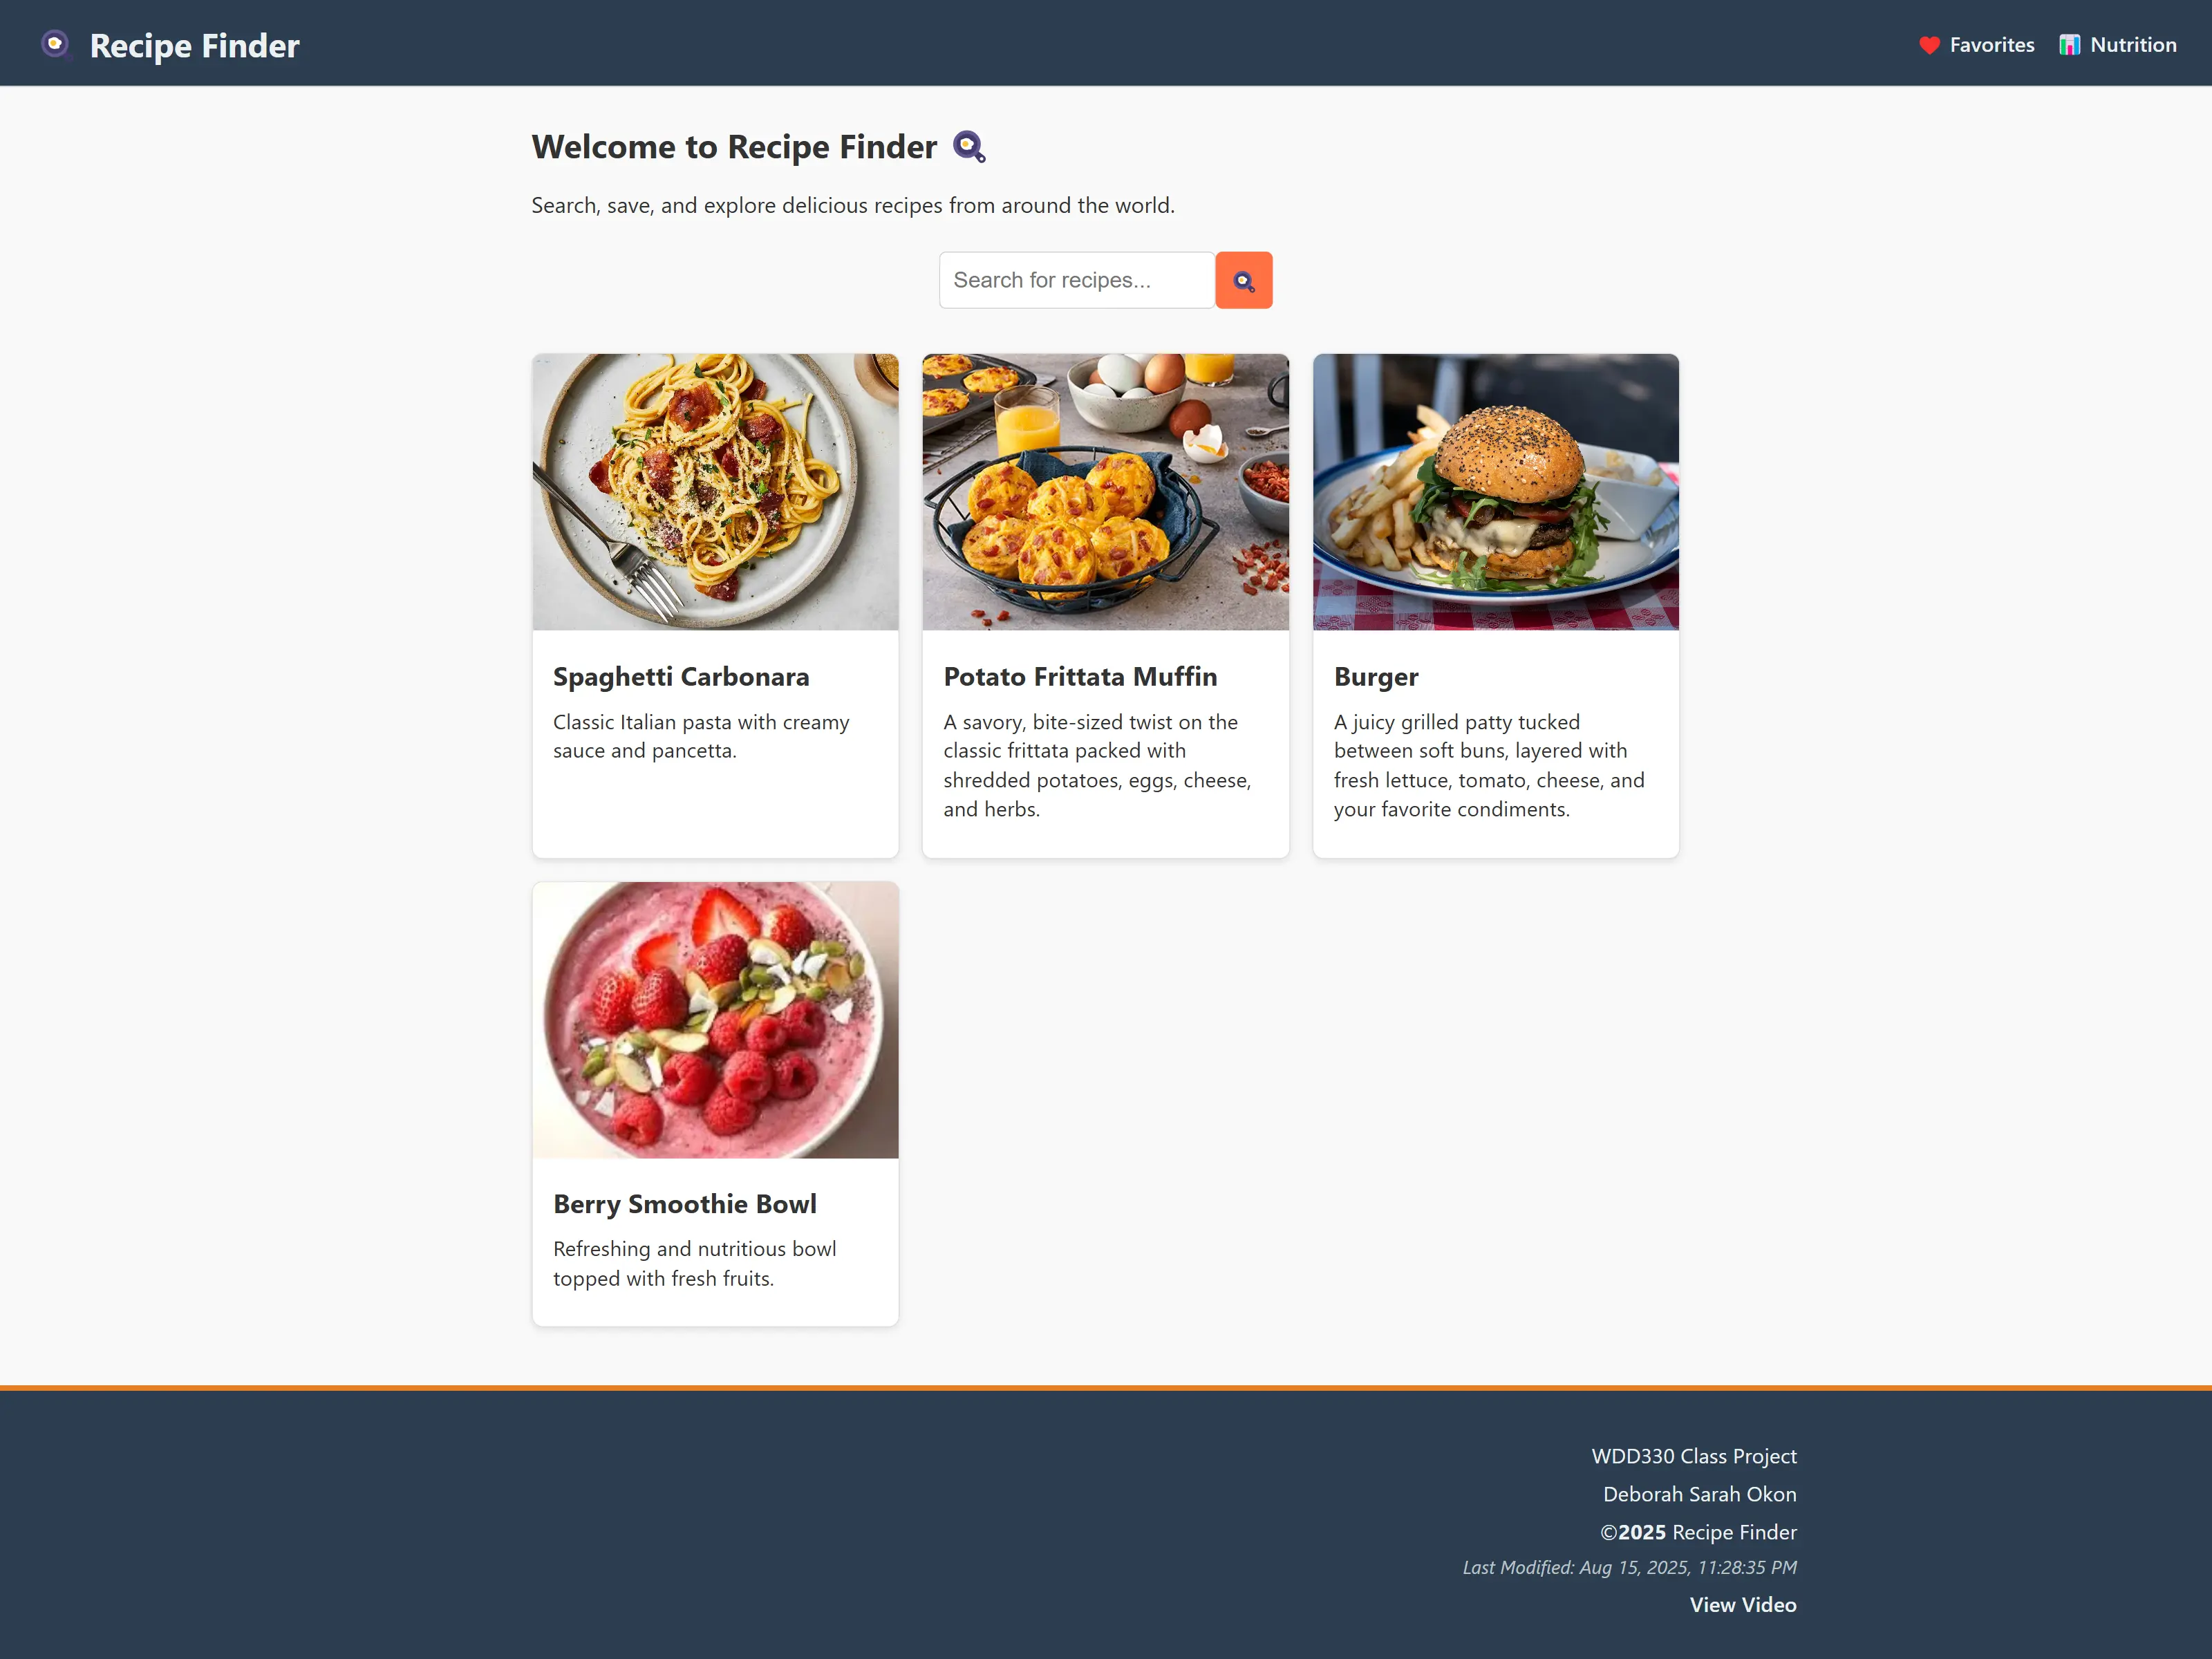 Recipe Finder
Favorites
Nutrition
Welcome to Recipe Finder
Search, save, and explore delicious recipes from around the world.
Search for recipes...
Spaghetti Carbonara
Classic Italian pasta with creamy
sauce and pancetta.
Potato Frittata Muffin
A savory, bite-sized twist on the
classic frittata packed with
shredded potatoes, eggs, cheese,
and herbs.
Burger
A juicy grilled patty tucked
between soft buns, layered with
fresh lettuce, tomato, cheese, and
your favorite condiments.
Berry Smoothie Bowl
Refreshing and nutritious bowl
topped with fresh fruits.
WDD330 Class Project
Deborah Sarah Okon
©2025 Recipe Finder
Last Modified: Aug 15, 2025, 11:28:35 PM
View Video